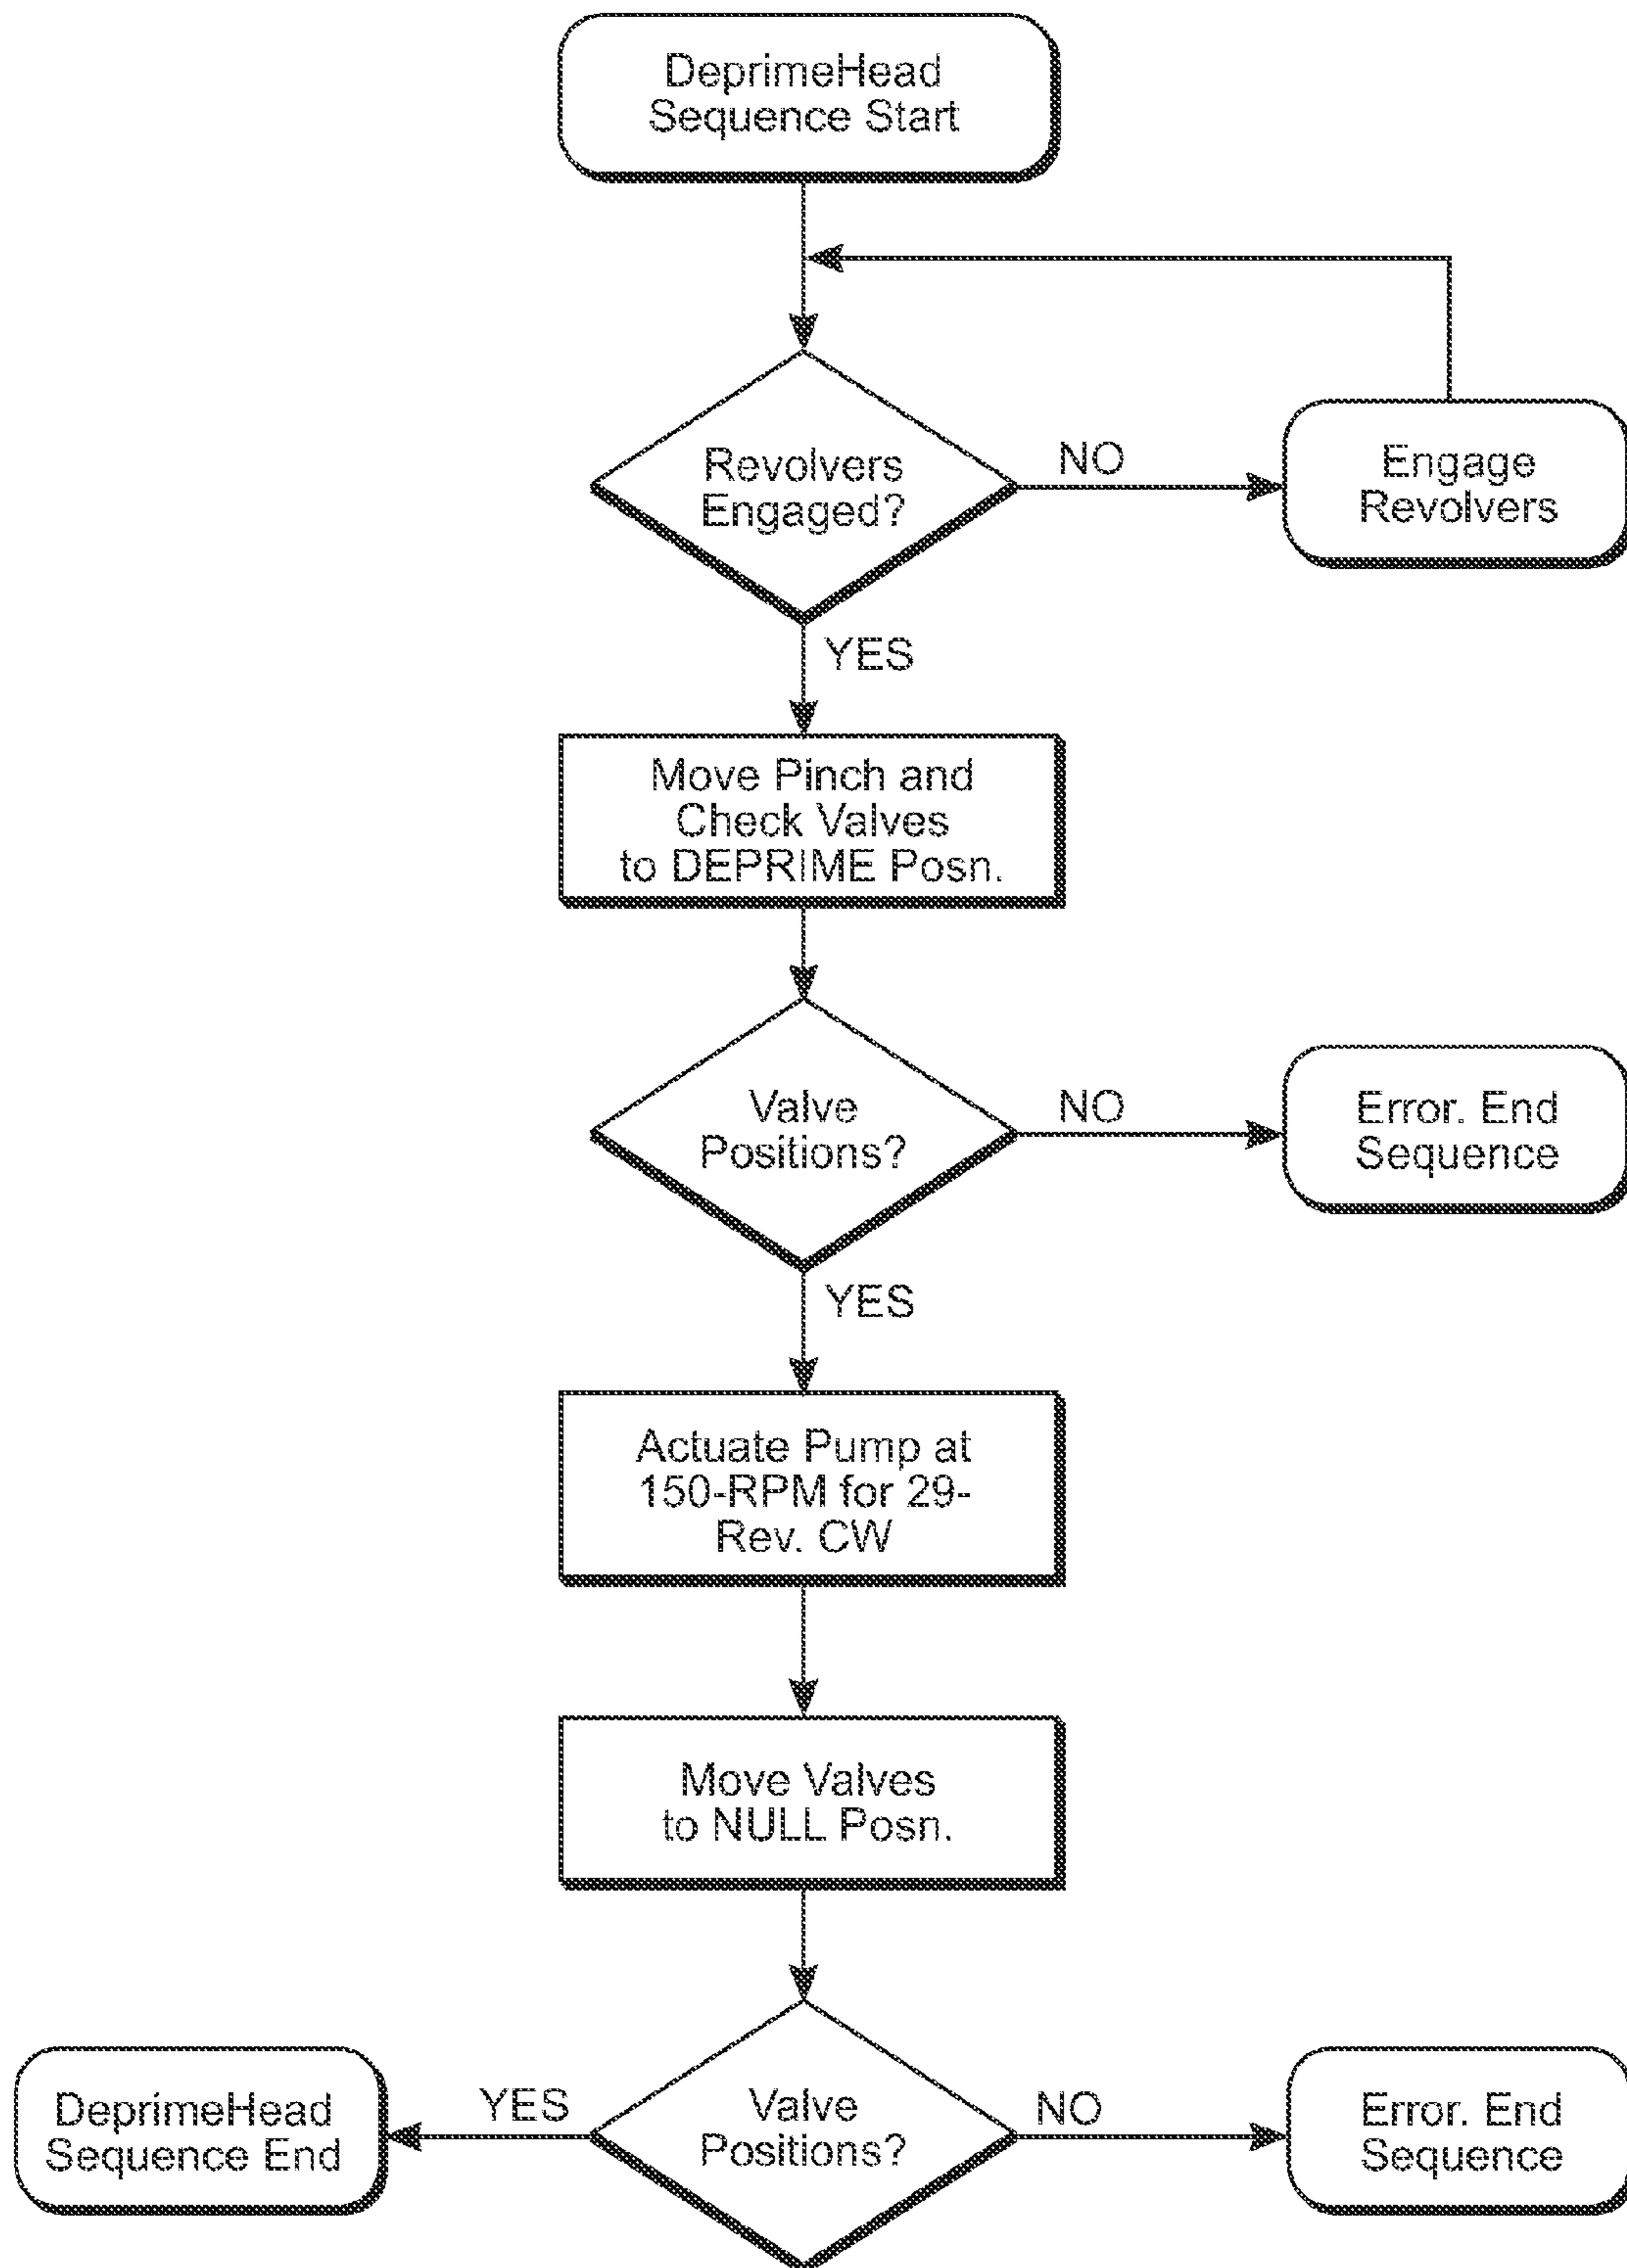 DeprimeHead
Sequence Start
Revolvers
Engaged?
NO
Engage
Revolvers
YES
Move Pinch and
Check Valves
to DEPRIME Posn.
Valve
Positions?
NO
Error. End
Sequence
YES
Actuate Pump at
150-RPM for 29-
Rev. CW
Move Valves
to NULL Posn.
DeprimeHead
Sequence End
YES
Valve
Positions?
NO
Error. End
Sequence